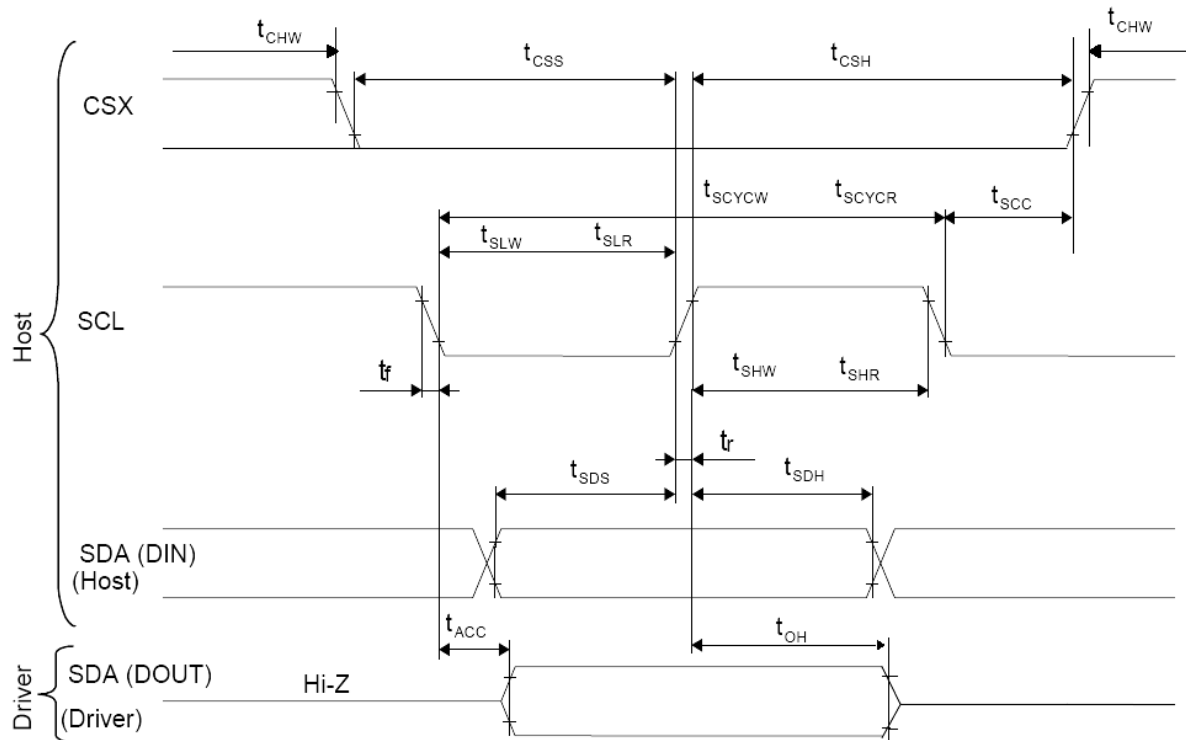 tCHW
tCHW
tCSS
tCSH
CSX
tSCYCW
tSCYCR
tSCC
tSLW
tSLR
Host
SCL
tf
tSHW
tSHR
tr
tSDS
tSDH
SDA (DIN)
(Host)
tACC
tOH
Driver
SDA (DOUT)
Hi-Z
(Driver)